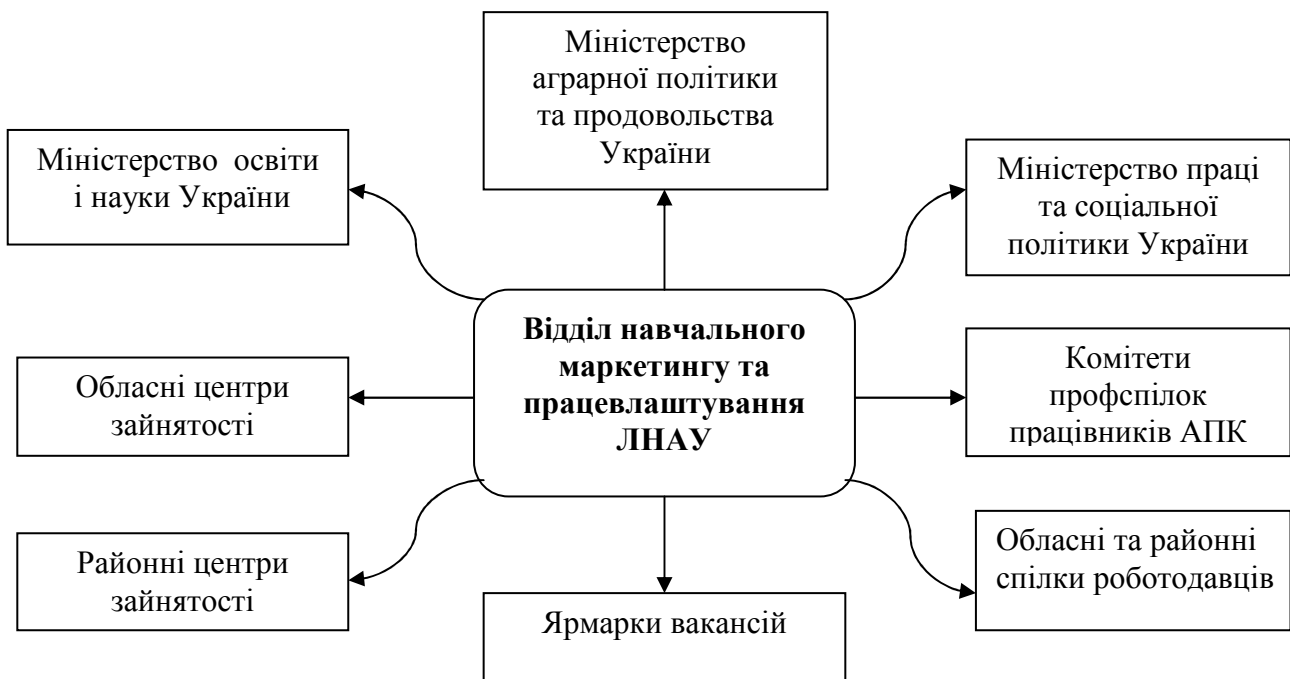 Міністерство
аграрної політики
та продовольства
України
Міністерство освіти
і науки України
Міністерство праці
та соціальної
політики України
Відділ навчального
маркетингу та
працевлаштування
ЛНАУ
Обласні центри
зайнятості
Комітети
профспілок
працівників АПК
Районні центри
зайнятості
Обласні та районні
спілки роботодавців
Ярмарки вакансій